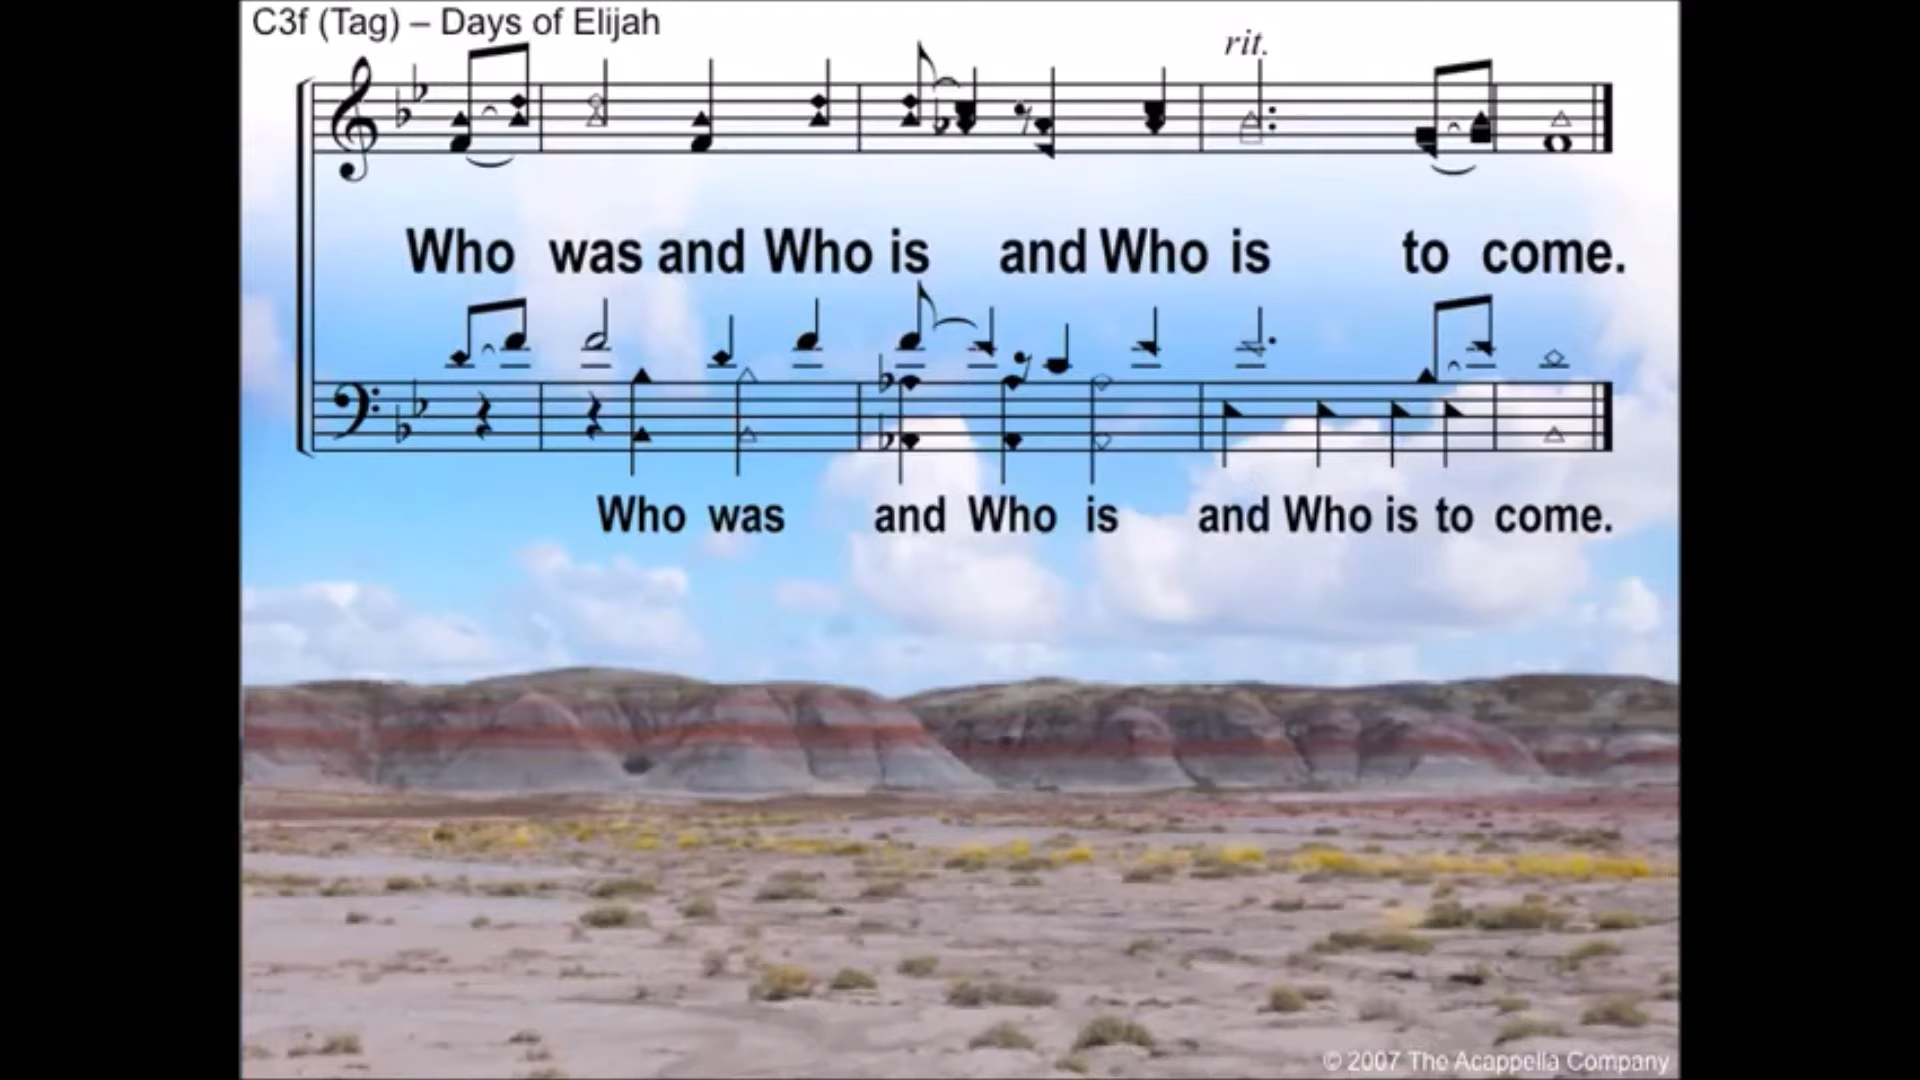 C3f (Tag) – Days of Elijah
rit.
Who was and Who is and Who is to come.
Who was and Who is and Who is to come.
© 2007 The Acappella Company